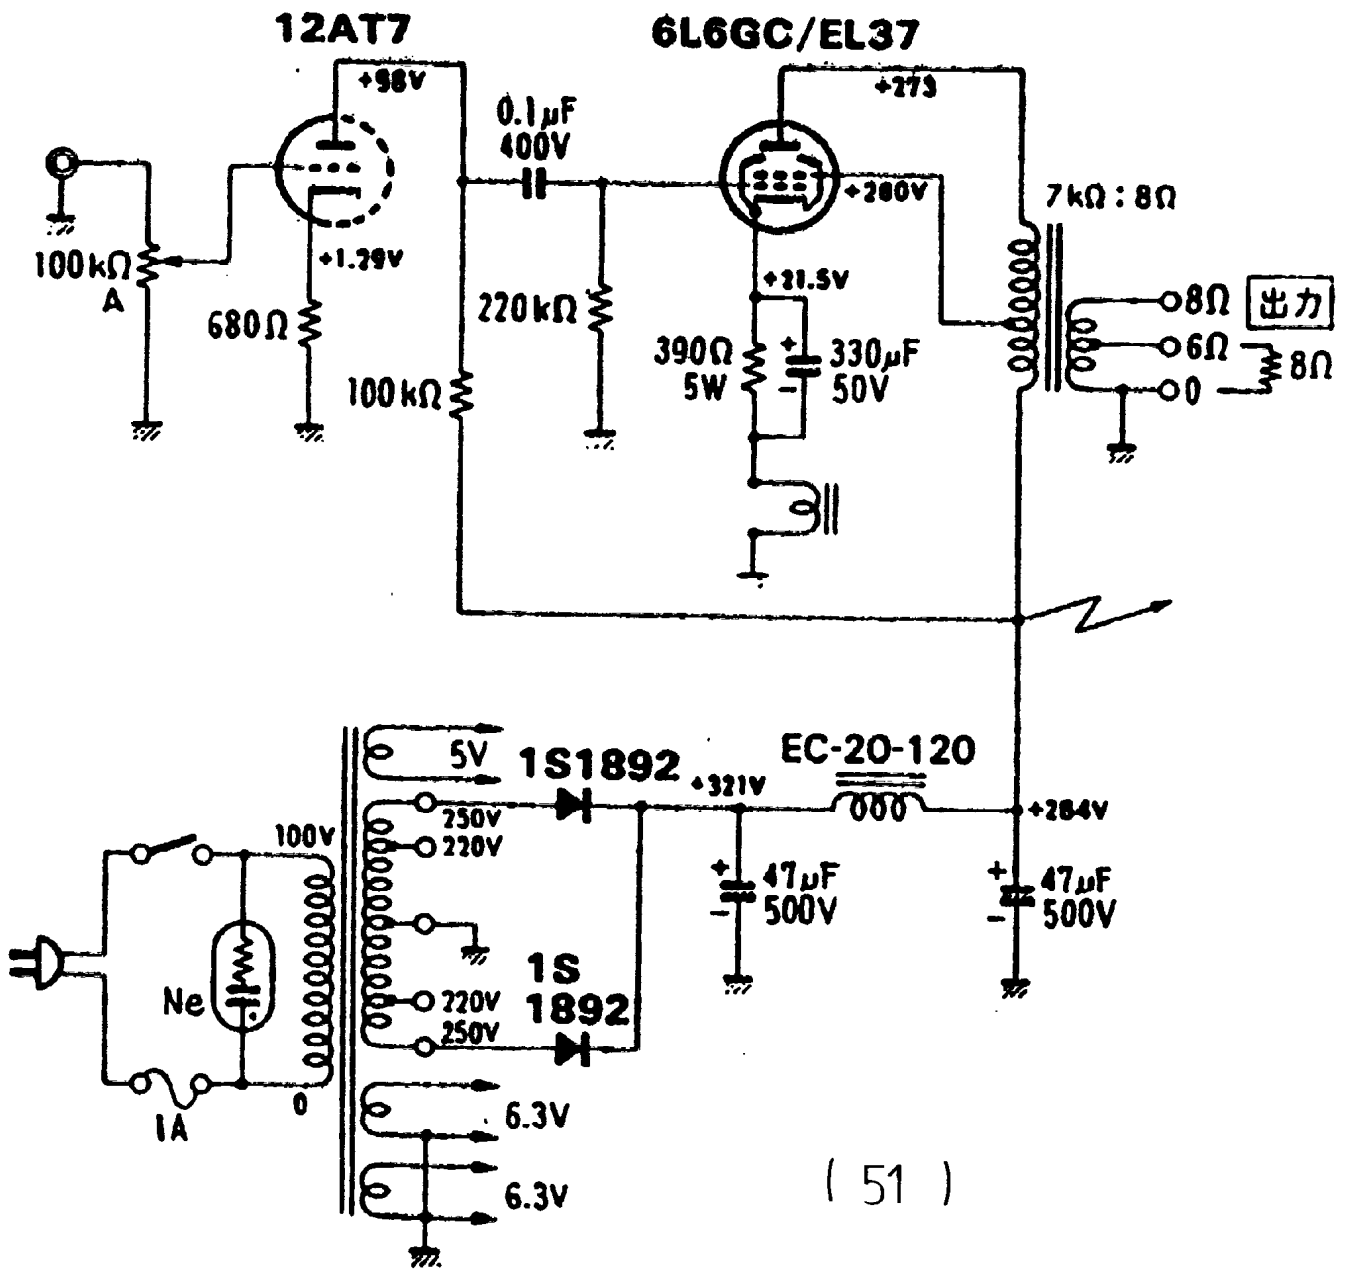 12AT7
6L6GC/EL37
+98V
+273
0.1μF
400V
+280V
7kΩ:8Ω
100kΩ
A
+1.29V
680Ω
220kΩ
+21.5V
390Ω
5W
+
330μF
50V
-
100kΩ
8Ω
出力
6Ω
8Ω
0
5V
1S1892
+321V
EC-20-120
250V
220V
+284V
100V
+
47μF
500V
-
+
47μF
500V
-
1S
1892
Ne
220V
250V
0
1A
6.3V
6.3V
(51)